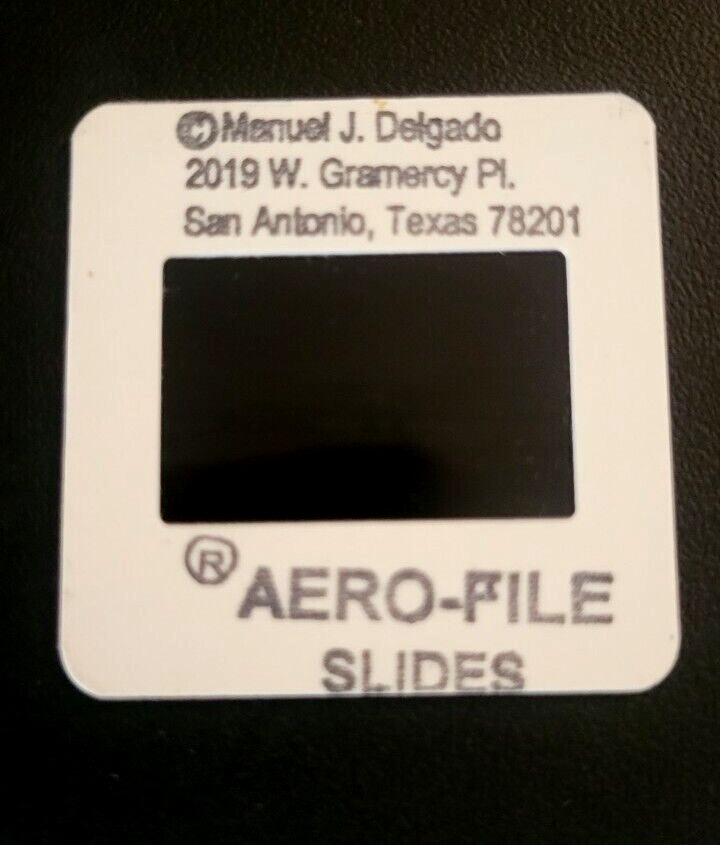 ©Manuel J. Delgado
2019 W. Gramercy Pl.
San Antonio, Texas 78201
® AERO-FILE
SLIDES